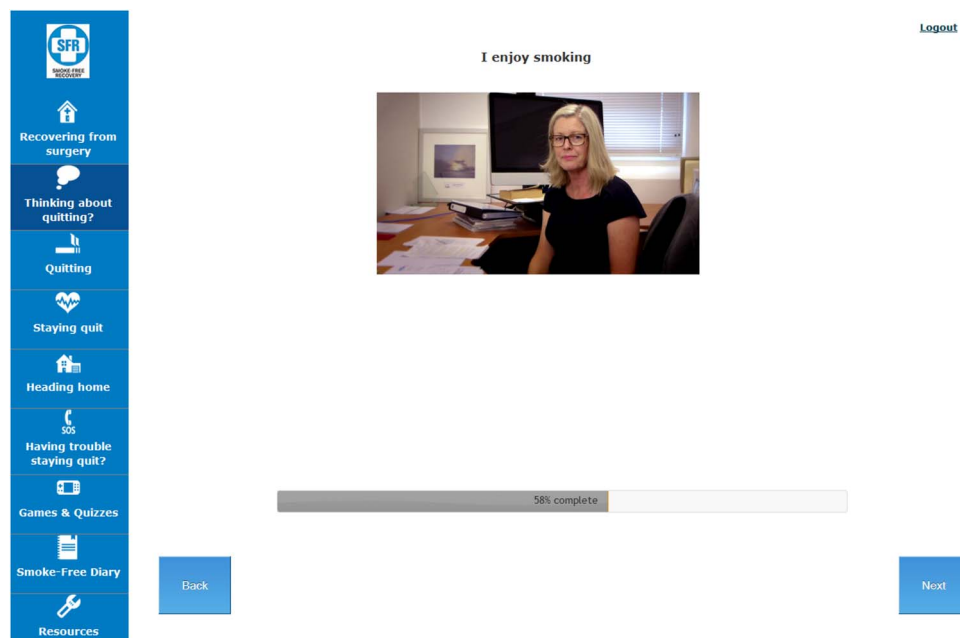 SFR
SMOKE-FREE
RECOVERY
Recovering from
surgery
Thinking about
quitting?
Quitting
Staying quit
Heading home
SOS
Having trouble
staying quit?
Games & Quizzes
Smoke-Free Diary
Resources
Logout
I enjoy smoking
58% complete
Back
Next